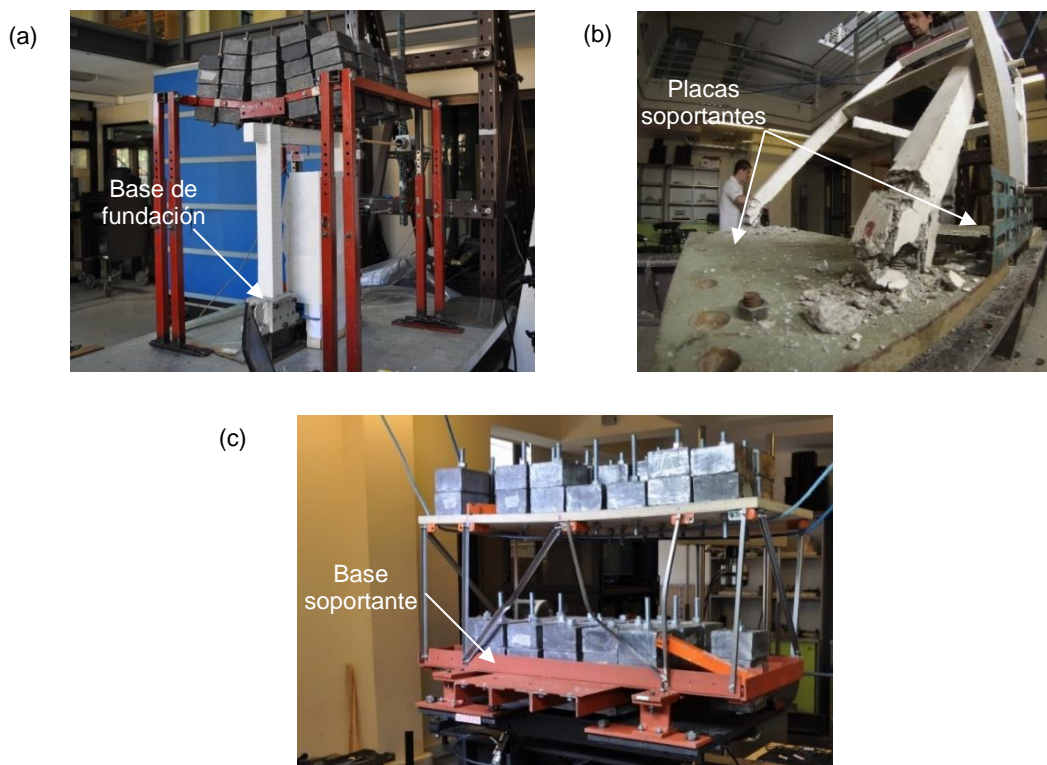 (a)
Base de
fundación
(b)
Placas
soportantes
(c)
Base
soportante